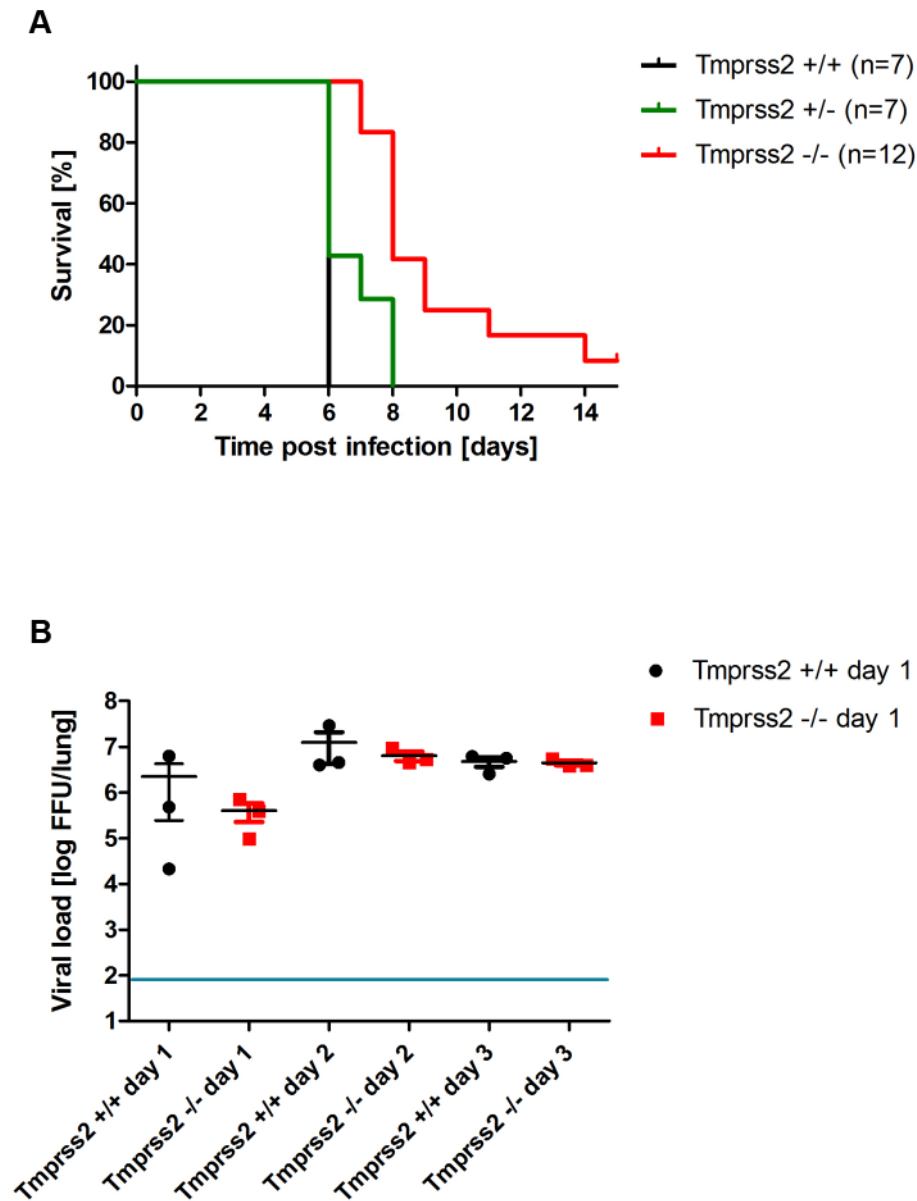 A
Tmprss2 +/+ (n=7)
Tmprss2 +/- (n=7)
Tmprss2 -/- (n=12)
Survival [%]
100
80
60
40
20
0
0 2 4 6 8 10 12 14
Time post infection [days]
B
Tmprss2 +/+ day 1
Tmprss2 -/- day 1
Viral load [log FFU/lung]
8
7
6
5
4
3
2
1
Tmprss2 +/+ day 1
Tmprss2 -/- day 1
Tmprss2 +/+ day 2
Tmprss2 -/- day 2
Tmprss2 +/+ day 3
Tmprss2 -/- day 3